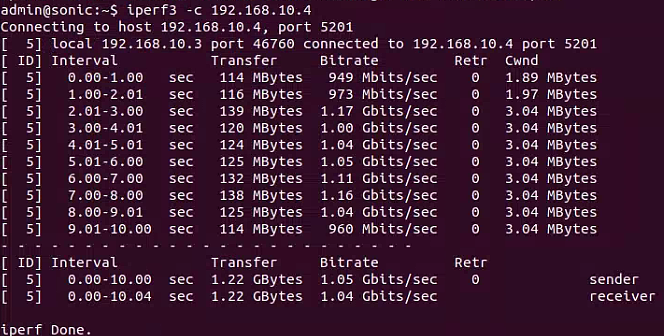 admin@sonic:~$ iperf3 -c 192.168.10.4
Connecting to host 192.168.10.4, port 5201
[  5] local 192.168.10.3 port 46760 connected to 192.168.10.4 port 5201
[ ID] Interval           Transfer     Bitrate         Retr  Cwnd
[  5]   0.00-1.00   sec   114 MBytes   949 Mbits/sec    0   1.89 MBytes
[  5]   1.00-2.01   sec   116 MBytes   973 Mbits/sec    0   1.97 MBytes
[  5]   2.01-3.00   sec   139 MBytes  1.17 Gbits/sec    0   3.04 MBytes
[  5]   3.00-4.01   sec   120 MBytes  1.00 Gbits/sec    0   3.04 MBytes
[  5]   4.01-5.01   sec   124 MBytes  1.04 Gbits/sec    0   3.04 MBytes
[  5]   5.01-6.00   sec   125 MBytes  1.05 Gbits/sec    0   3.04 MBytes
[  5]   6.00-7.00   sec   132 MBytes  1.11 Gbits/sec    0   3.04 MBytes
[  5]   7.00-8.00   sec   138 MBytes  1.16 Gbits/sec    0   3.04 MBytes
[  5]   8.00-9.01   sec   125 MBytes  1.04 Gbits/sec    0   3.04 MBytes
[  5]   9.01-10.00  sec   114 MBytes   960 Mbits/sec    0   3.04 MBytes
- - - - - - - - - - - - - - - - - - - - - - - - -
[ ID] Interval           Transfer     Bitrate         Retr
[  5]   0.00-10.00  sec  1.22 GBytes  1.05 Gbits/sec    0             sender
[  5]   0.00-10.04  sec  1.22 GBytes  1.04 Gbits/sec                  receiver
iperf Done.